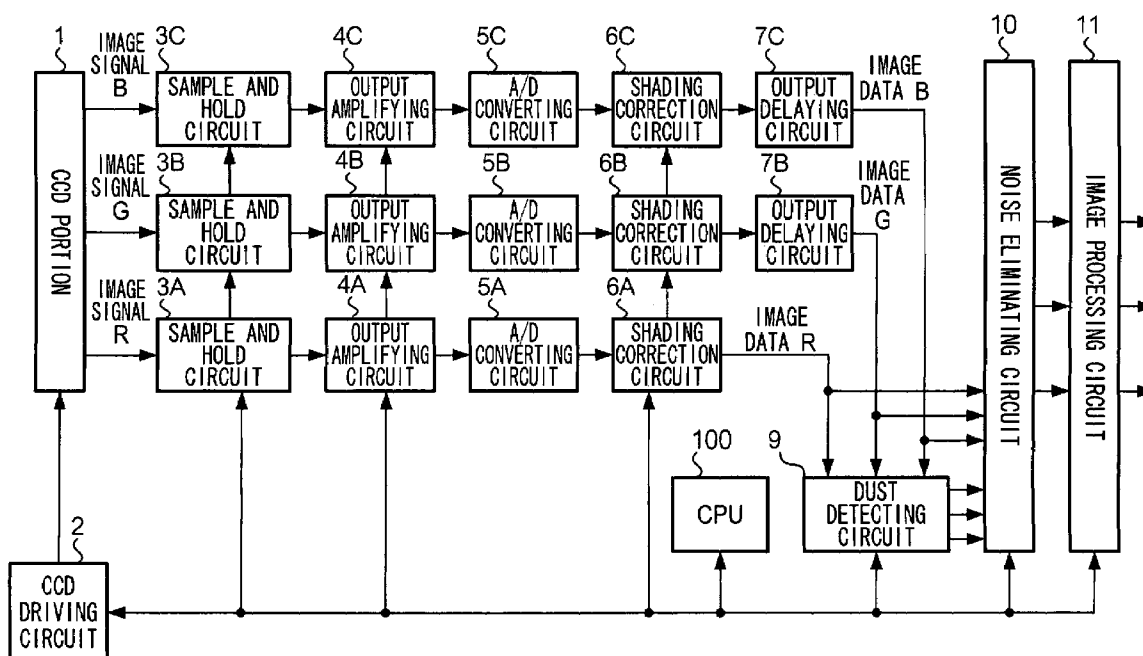 1
IMAGE
SIGNAL
B
3C
SAMPLE AND
HOLD
CIRCUIT
4C
OUTPUT
AMPLIFYING
CIRCUIT
5C
A/D
CONVERTING
CIRCUIT
6C
SHADING
CORRECTION
CIRCUIT
7C
OUTPUT
DELAYING
CIRCUIT
IMAGE
DATA B
10
NOISE ELIMINATING CIRCUIT
11
IMAGE PROCESSING CIRCUIT
CCD PORTION
IMAGE
SIGNAL
G
3B
SAMPLE AND
HOLD
CIRCUIT
4B
OUTPUT
AMPLIFYING
CIRCUIT
5B
A/D
CONVERTING
CIRCUIT
6B
SHADING
CORRECTION
CIRCUIT
7B
OUTPUT
DELAYING
CIRCUIT
IMAGE
DATA
G
IMAGE
SIGNAL
R
3A
SAMPLE AND
HOLD
CIRCUIT
4A
OUTPUT
AMPLIFYING
CIRCUIT
5A
A/D
CONVERTING
CIRCUIT
6A
SHADING
CORRECTION
CIRCUIT
IMAGE
DATA R
100
CPU
9
DUST
DETECTING
CIRCUIT
2
CCD
DRIVING
CIRCUIT